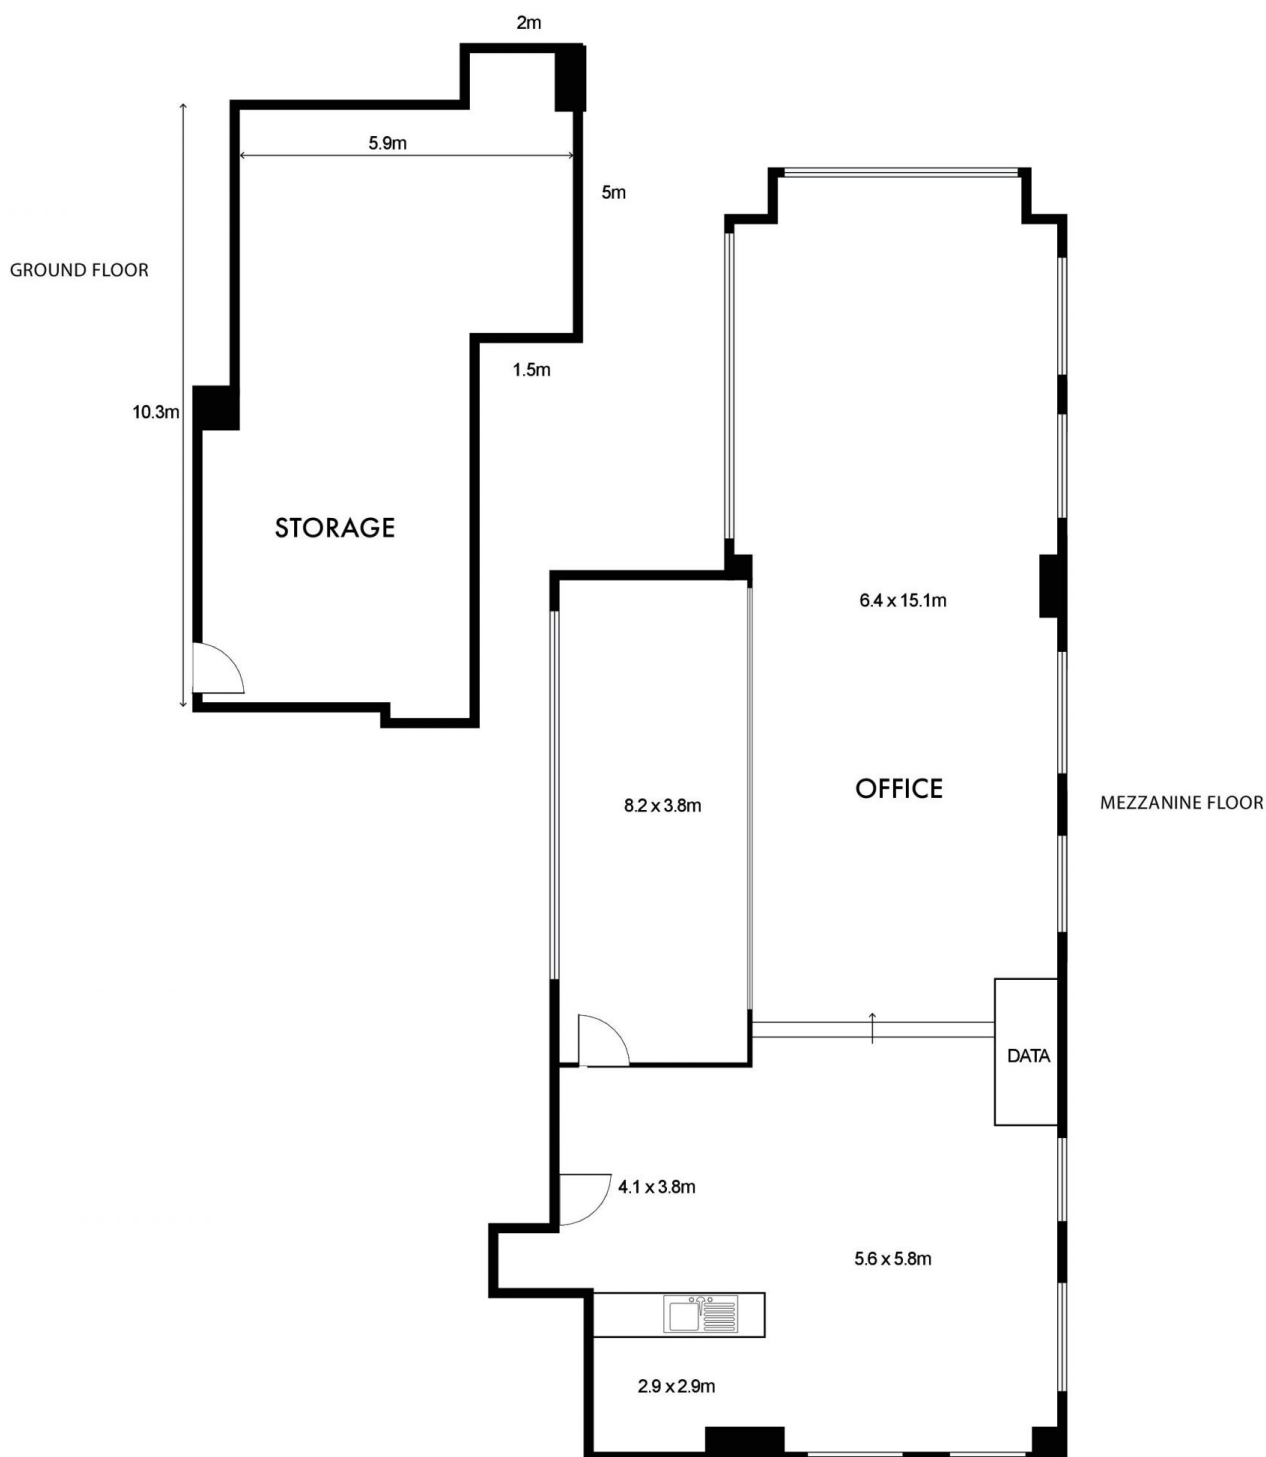 2m
5.9m
5m
GROUND FLOOR
1.5m
10.3m
STORAGE
6.4 x 15.1m
OFFICE
8.2 x 3.8m
MEZZANINE FLOOR
DATA
4.1 x 3.8m
5.6 x 5.8m
2.9 x 2.9m